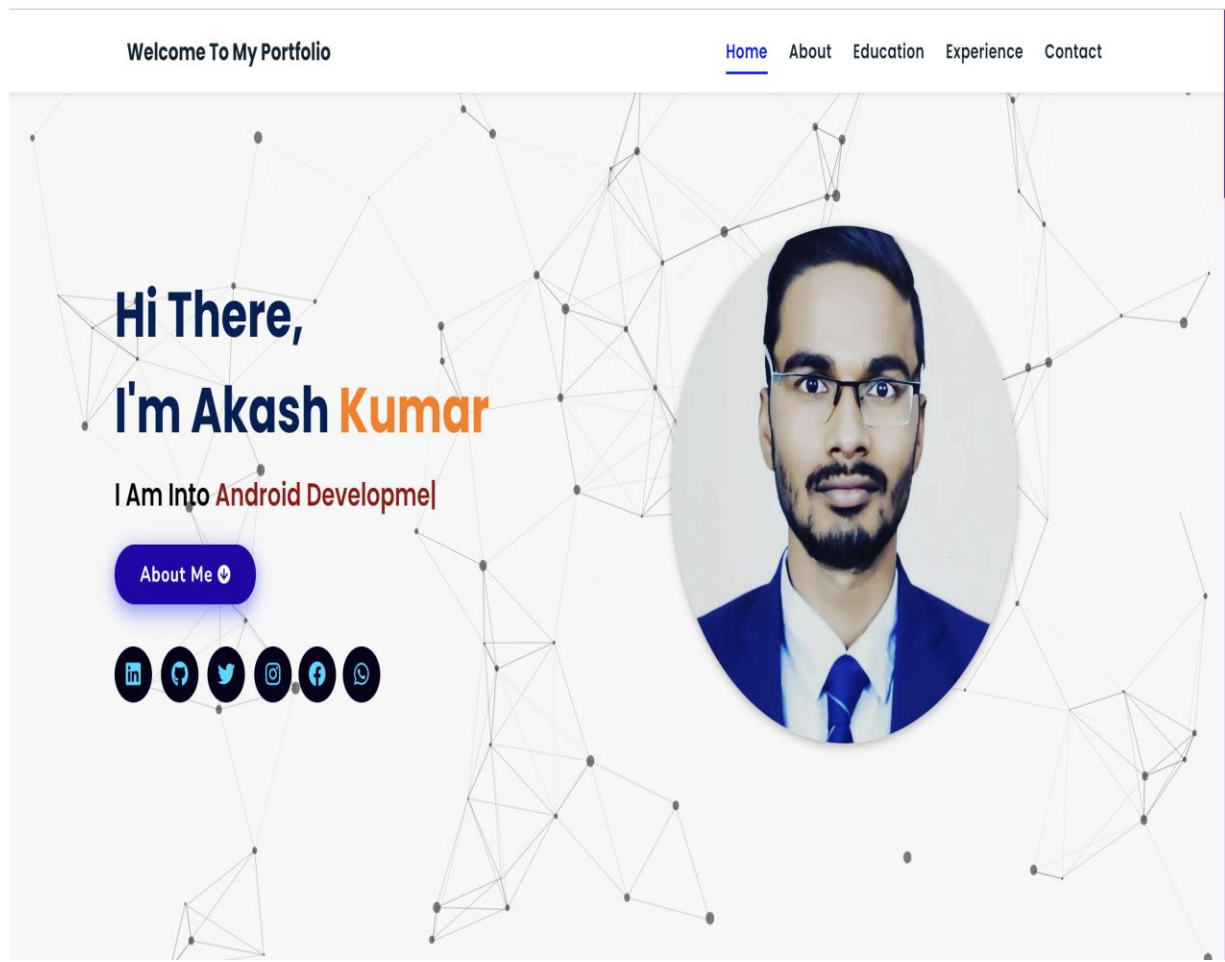 Welcome To My Portfolio
Home About Education Experience Contact
Hi There,
I'm Akash Kumar
I Am Into Android Developme|
About Me